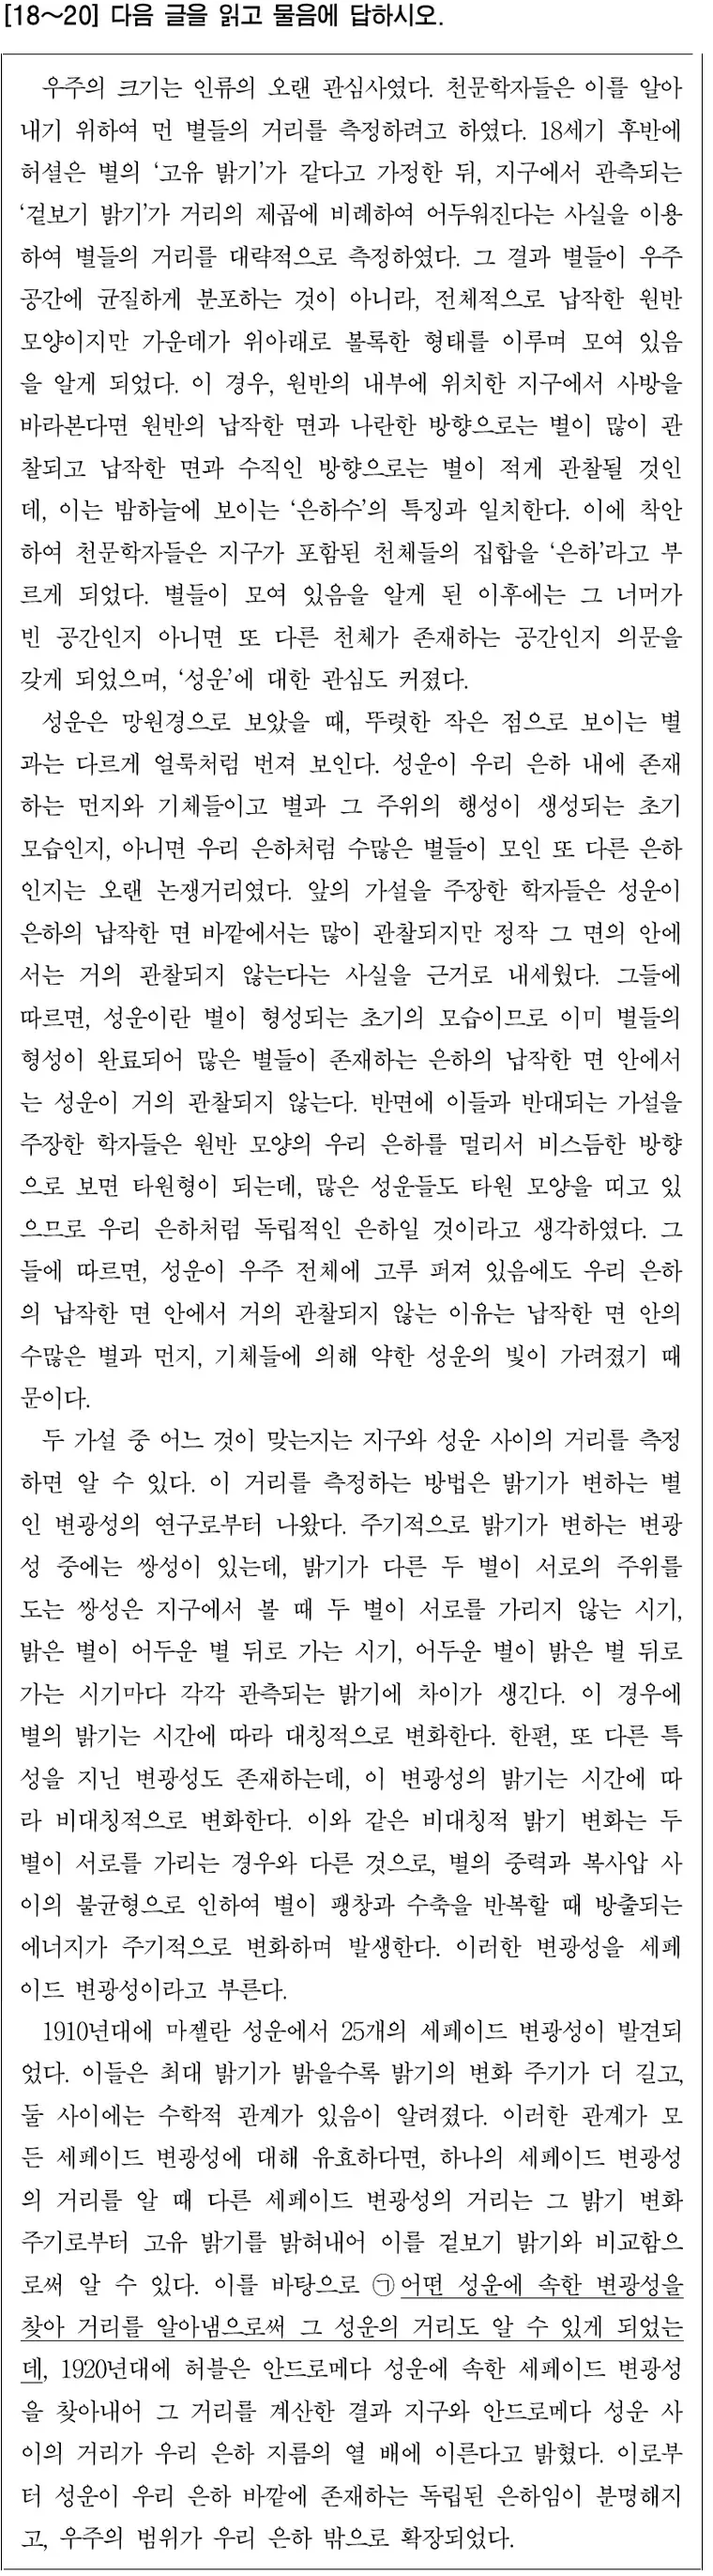 [18～20] 다음 글을 읽고 물음에 답하시오.
우주의 크기는 인류의 오랜 관심사였다. 천문학자들은 이를 알아
내기 위하여 먼 별들의 거리를 측정하려고 하였다. 18세기 후반에
허셜은 별의 ‘고유 밝기’가 같다고 가정한 뒤, 지구에서 관측되는
‘겉보기 밝기’가 거리의 제곱에 비례하여 어두워진다는 사실을 이용
하여 별들의 거리를 대략적으로 측정하였다. 그 결과 별들이 우주
공간에 균질하게 분포하는 것이 아니라, 전체적으로 납작한 원반
모양이지만 가운데가 위아래로 볼록한 형태를 이루며 모여 있음
을 알게 되었다. 이 경우, 원반의 내부에 위치한 지구에서 사방을
바라본다면 원반의 납작한 면과 나란한 방향으로는 별이 많이 관
찰되고 납작한 면과 수직인 방향으로는 별이 적게 관찰될 것인
데, 이는 밤하늘에 보이는 ‘은하수’의 특징과 일치한다. 이에 착안
하여 천문학자들은 지구가 포함된 천체들의 집합을 ‘은하’라고 부
르게 되었다. 별들이 모여 있음을 알게 된 이후에는 그 너머가
빈 공간인지 아니면 또 다른 천체가 존재하는 공간인지 의문을
갖게 되었으며, ‘성운’에 대한 관심도 커졌다.
성운은 망원경으로 보았을 때, 뚜렷한 작은 점으로 보이는 별
과는 다르게 얼룩처럼 번져 보인다. 성운이 우리 은하 내에 존재
하는 먼지와 기체들이고 별과 그 주위의 행성이 생성되는 초기
모습인지, 아니면 우리 은하처럼 수많은 별들이 모인 또 다른 은하
인지는 오랜 논쟁거리였다. 앞의 가설을 주장한 학자들은 성운이
은하의 납작한 면 바깥에서는 많이 관찰되지만 정작 그 면의 안에
서는 거의 관찰되지 않는다는 사실을 근거로 내세웠다. 그들에
따르면, 성운이란 별이 형성되는 초기의 모습이므로 이미 별들의
형성이 완료되어 많은 별들이 존재하는 은하의 납작한 면 안에서
는 성운이 거의 관찰되지 않는다. 반면에 이들과 반대되는 가설을
주장한 학자들은 원반 모양의 우리 은하를 멀리서 비스듬한 방향
으로 보면 타원형이 되는데, 많은 성운들도 타원 모양을 띠고 있
으므로 우리 은하처럼 독립적인 은하일 것이라고 생각하였다. 그
들에 따르면, 성운이 우주 전체에 고루 퍼져 있음에도 우리 은하
의 납작한 면 안에서 거의 관찰되지 않는 이유는 납작한 면 안의
수많은 별과 먼지, 기체들에 의해 약한 성운의 빛이 가려졌기 때
문이다.
두 가설 중 어느 것이 맞는지는 지구와 성운 사이의 거리를 측정
하면 알 수 있다. 이 거리를 측정하는 방법은 밝기가 변하는 별
인 변광성의 연구로부터 나왔다. 주기적으로 밝기가 변하는 변광
성 중에는 쌍성이 있는데, 밝기가 다른 두 별이 서로의 주위를
도는 쌍성은 지구에서 볼 때 두 별이 서로를 가리지 않는 시기,
밝은 별이 어두운 별 뒤로 가는 시기, 어두운 별이 밝은 별 뒤로
가는 시기마다 각각 관측되는 밝기에 차이가 생긴다. 이 경우에
별의 밝기는 시간에 따라 대칭적으로 변화한다. 한편, 또 다른 특
성을 지닌 변광성도 존재하는데, 이 변광성의 밝기는 시간에 따
라 비대칭적으로 변화한다. 이와 같은 비대칭적 밝기 변화는 두
별이 서로를 가리는 경우와 다른 것으로, 별의 중력과 복사압 사
이의 불균형으로 인하여 별이 팽창과 수축을 반복할 때 방출되는
에너지가 주기적으로 변화하며 발생한다. 이러한 변광성을 세페
이드 변광성이라고 부른다.
1910년대에 마젤란 성운에서 25개의 세페이드 변광성이 발견되
었다. 이들은 최대 밝기가 밝을수록 밝기의 변화 주기가 더 길고,
둘 사이에는 수학적 관계가 있음이 알려졌다. 이러한 관계가 모
든 세페이드 변광성에 대해 유효하다면, 하나의 세페이드 변광성
의 거리를 알 때 다른 세페이드 변광성의 거리는 그 밝기 변화
주기로부터 고유 밝기를 밝혀내어 이를 겉보기 밝기와 비교함으
로써 알 수 있다. 이를 바탕으로 ㉠어떤 성운에 속한 변광성을
찾아 거리를 알아냄으로써 그 성운의 거리도 알 수 있게 되었는
데, 1920년대에 허블은 안드로메다 성운에 속한 세페이드 변광성
을 찾아내어 그 거리를 계산한 결과 지구와 안드로메다 성운 사
이의 거리가 우리 은하 지름의 열 배에 이른다고 밝혔다. 이로부
터 성운이 우리 은하 바깥에 존재하는 독립된 은하임이 분명해지
고, 우주의 범위가 우리 은하 밖으로 확장되었다.